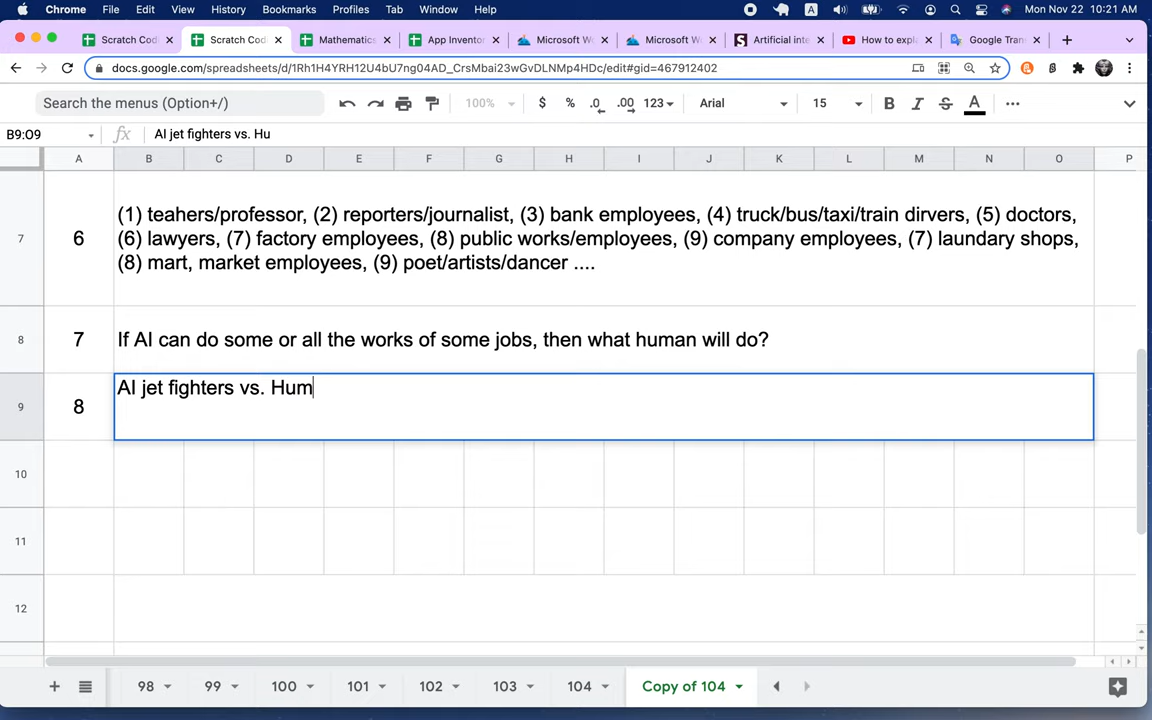 Chrome File Edit View History Bookmarks Profiles Tab Window Help A Mon Nov 22 10:21 AM
Scratch Cod Scratch Cod Mathematics App Inventor Microsoft Wo Microsoft Wo Artificial inte How to expla Google Tran
docs.google.com/spreadsheets/d/1Rh1H4YRH12U4bU7ng04AD_CrsMbai23wGvDLNMp4HDc/edit#gid=467912402
Search the menus (Option+/) 100% $ % .0 .00 123 Arial 15 B I S A
B9:O9 fx AI jet fighters vs. Hu
A B C D E F G H I J K L M N O P
(1) teahers/professor, (2) reporters/journalist, (3) bank employees, (4) truck/bus/taxi/train dirvers, (5) doctors,
7 6 (6) lawyers, (7) factory employees, (8) public works/employees, (9) company employees, (7) laundary shops,
(8) mart, market employees, (9) poet/artists/dancer ....
8 7 If AI can do some or all the works of some jobs, then what human will do?
AI jet fighters vs. Hum
9 8
10
11
12
98 99 100 101 102 103 104 Copy of 104